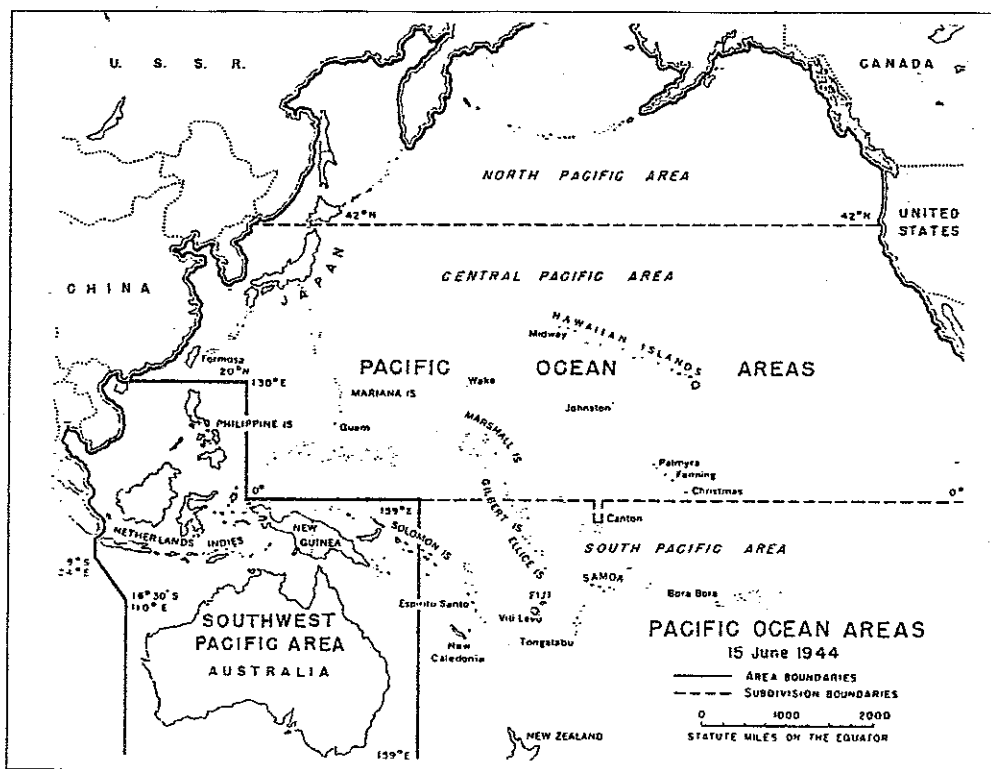 U. S. S. R.
CANADA
NORTH PACIFIC AREA
42°N
42°N
UNITED
STATES
CENTRAL PACIFIC AREA
JAPAN
CHINA
HAWAIIAN ISLANDS
Midway
Formosa
20°N
130°E
PACIFIC OCEAN AREAS
MARIANA IS
Wake
Johnston
PHILIPPINE IS
Guam
MARSHALL IS
Palmyra
Fanning
Christmas
0°
0°
GILBERT IS
159°E
Canton
NETHERLANDS INDIES
NEW
GUINEA
SOLOMON IS
ELLICE IS
SOUTH PACIFIC AREA
SAMOA
16°30'S
110°E
Espiritu Santo
FIJI
Viti Levu
Bora Bora
SOUTHWEST
PACIFIC AREA
AUSTRALIA
New
Caledonia
Tongatabu
PACIFIC OCEAN AREAS
15 June 1944
AREA BOUNDARIES
SUBDIVISION BOUNDARIES
0 1000 2000
STATUTE MILES ON THE EQUATOR
NEW ZEALAND
159°E